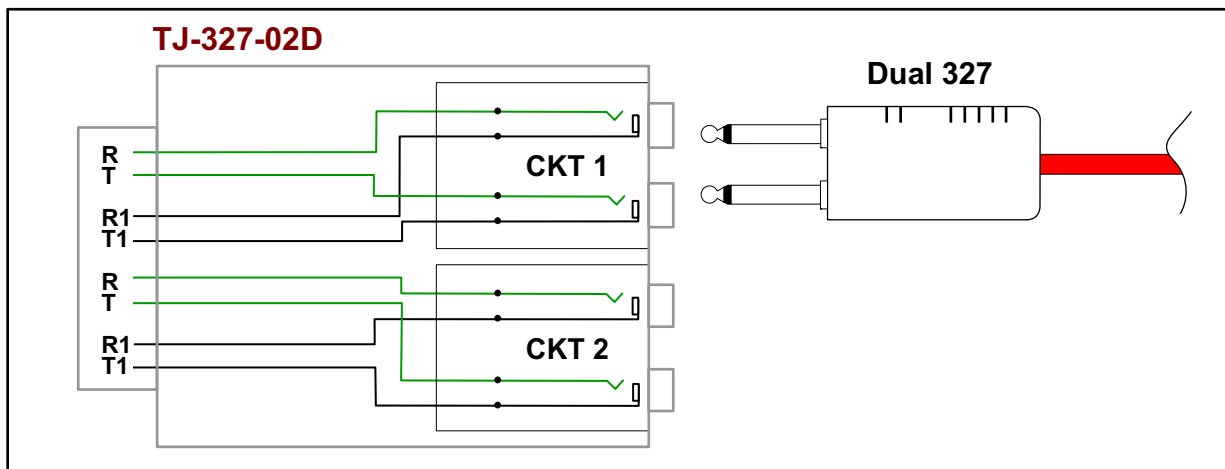 TJ-327-02D
Dual 327
R
T
CKT 1
R1
T1
R
T
R1
CKT 2
T1